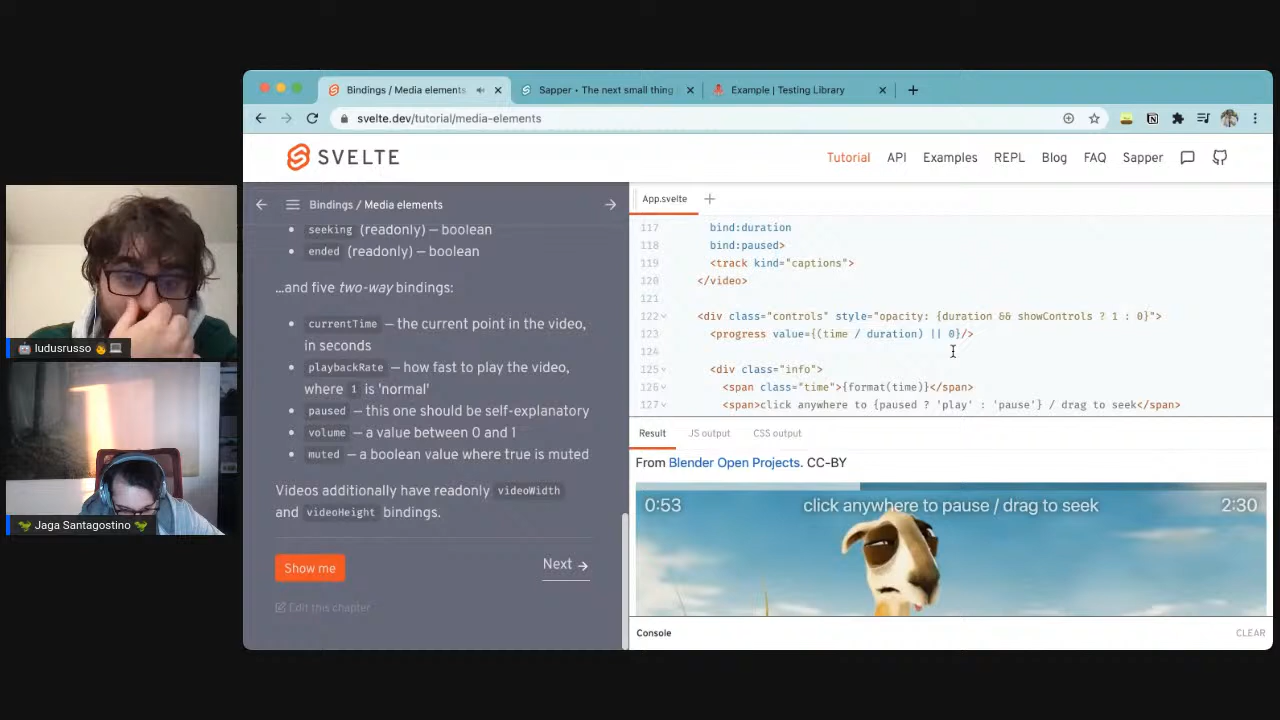 Bindings / Media elements
Sapper • The next small thing
Example | Testing Library
svelte.dev/tutorial/media-elements
SVELTE
Tutorial
API
Examples
REPL
Blog
FAQ
Sapper
Bindings / Media elements
seeking (readonly) — boolean
ended (readonly) — boolean
...and five two-way bindings:
currentTime — the current point in the video,
in seconds
playbackRate — how fast to play the video,
where 1 is 'normal'
paused — this one should be self-explanatory
volume — a value between 0 and 1
muted — a boolean value where true is muted
Videos additionally have readonly videoWidth
and videoHeight bindings.
Show me
Next
Edit this chapter
App.svelte
117 bind:duration
118 bind:paused>
119 <track kind="captions">
120 </video>
121
122 <div class="controls" style="opacity: {duration && showControls ? 1 : 0}">
123 <progress value={(time / duration) || 0}/>
124
125 <div class="info">
126 <span class="time">{format(time)}</span>
127 <span>click anywhere to {paused ? 'play' : 'pause'} / drag to seek</span>
Result
JS output
CSS output
From Blender Open Projects. CC-BY
0:53
click anywhere to pause / drag to seek
2:30
Console
CLEAR
ludusrusso
Jaga Santagostino